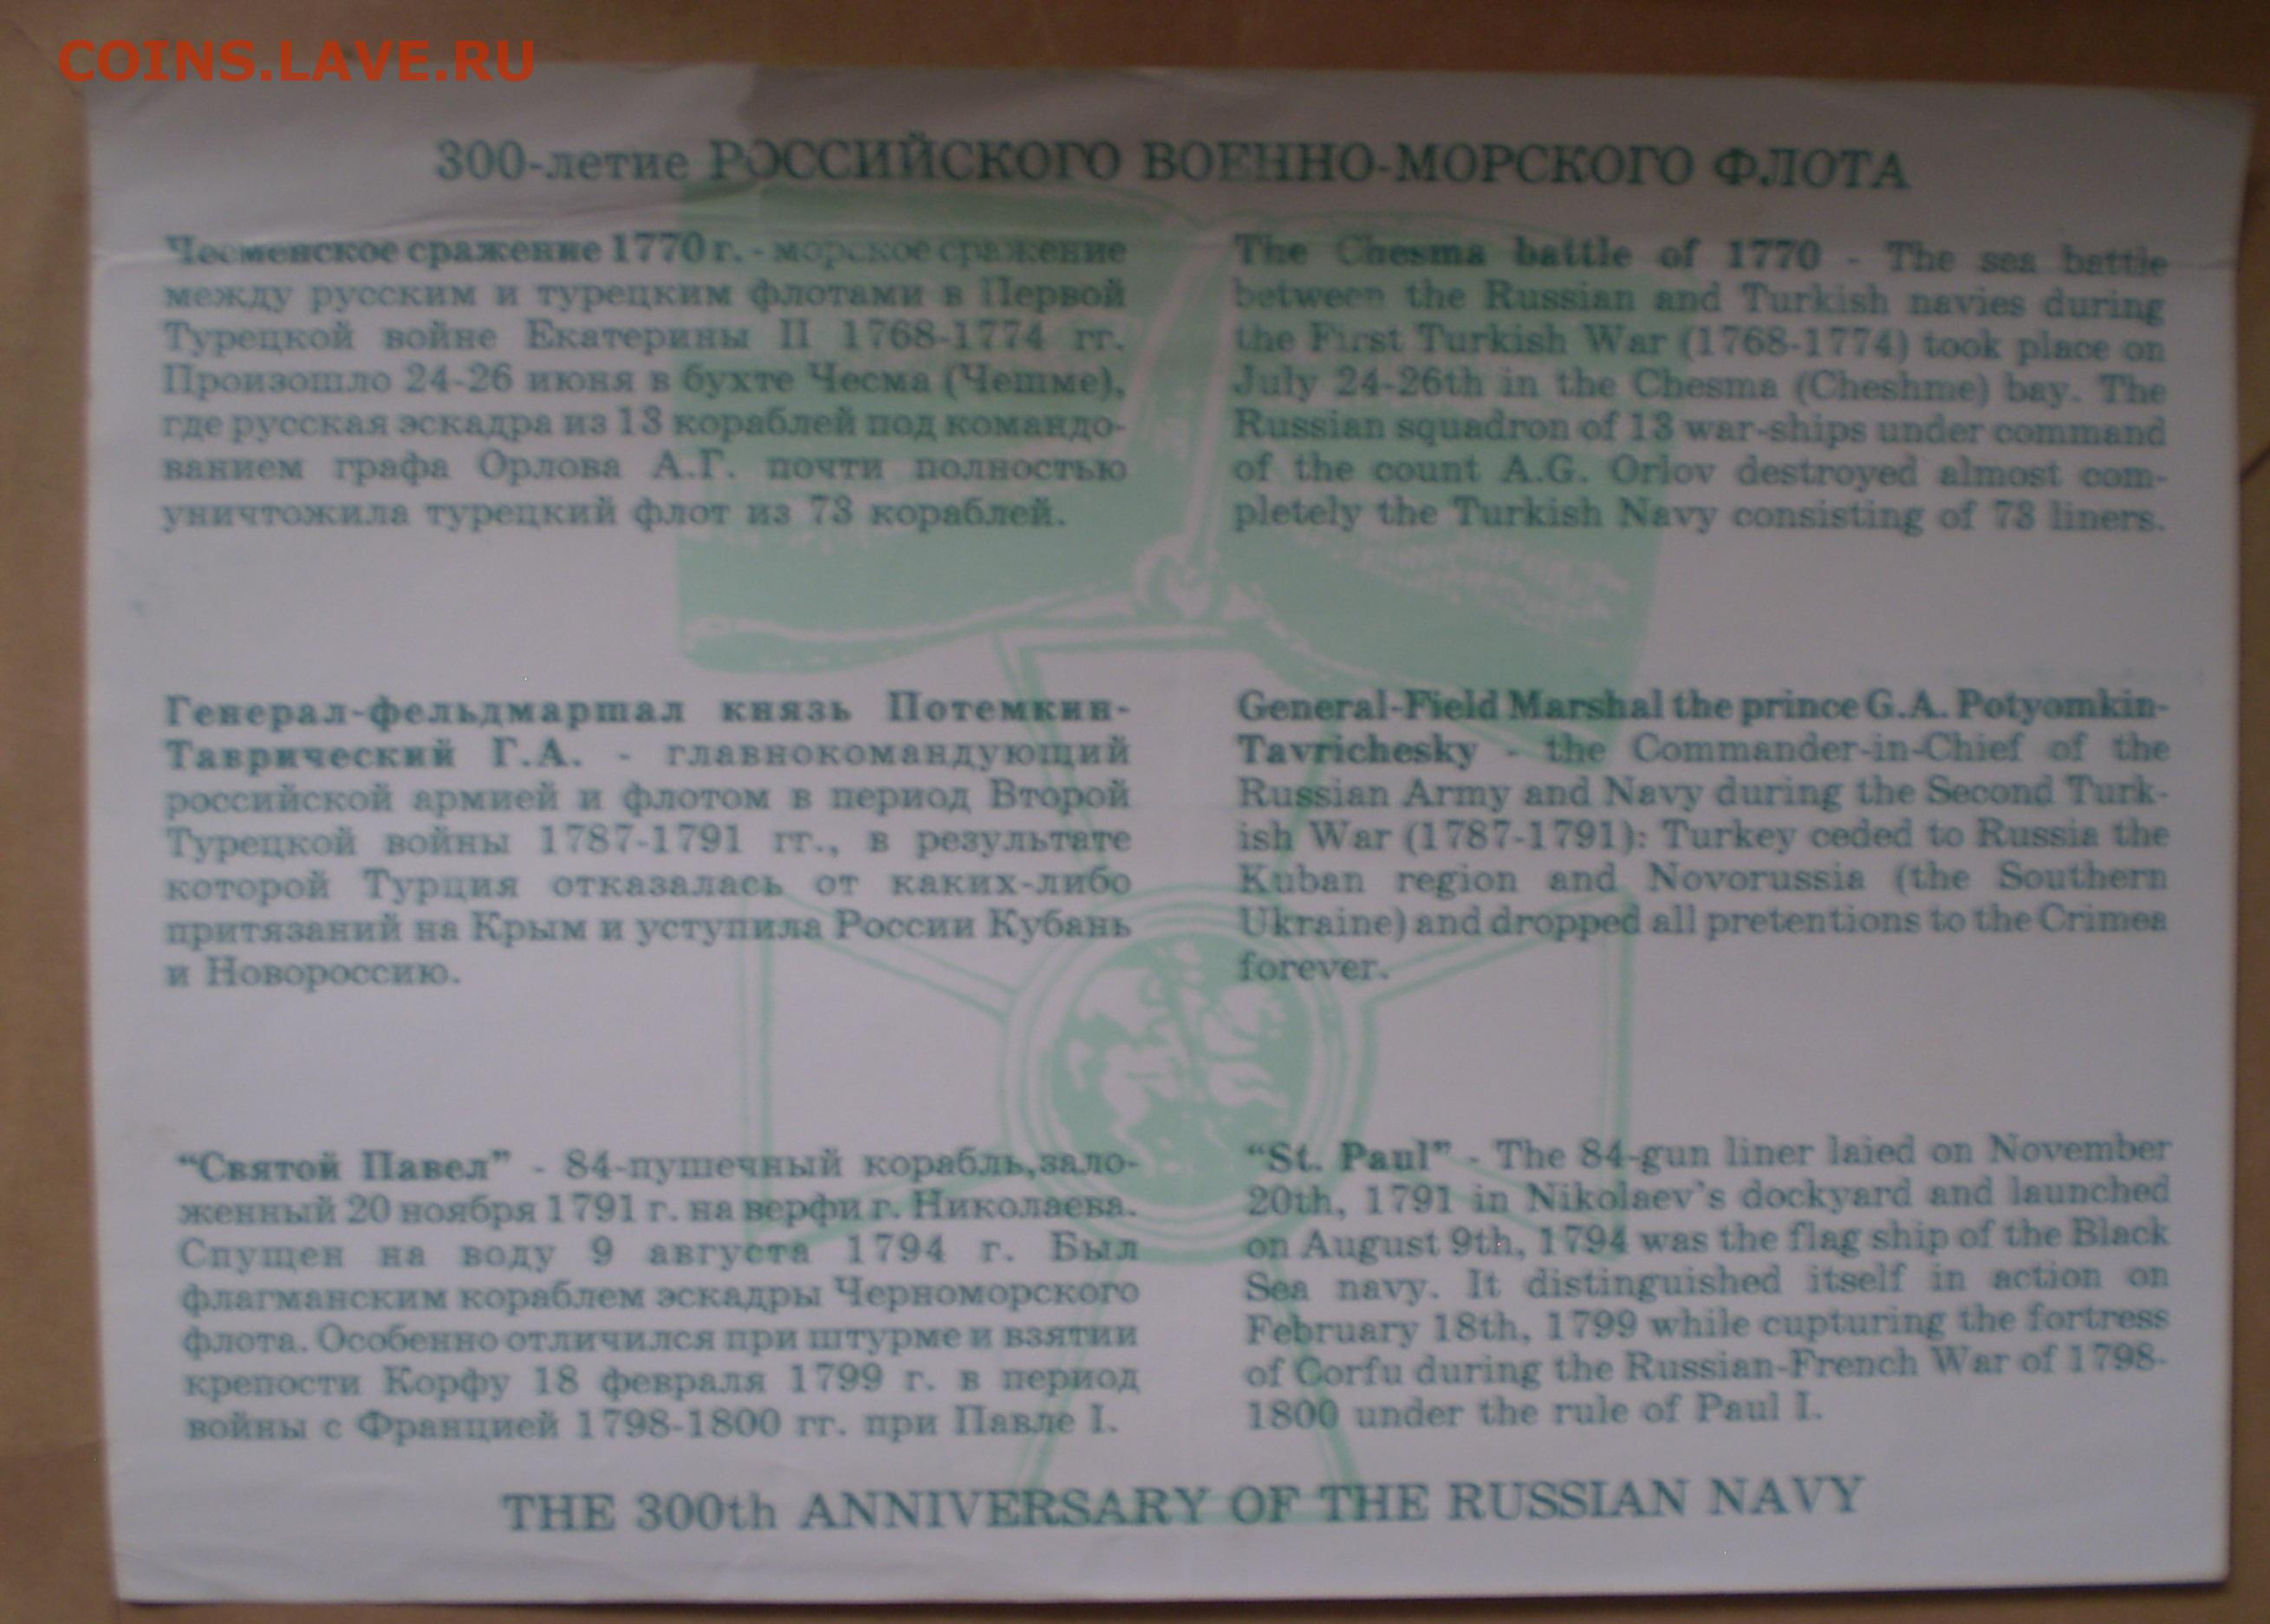 COINS.LAVE.RU
300-летие РОССИЙСКОГО ВОЕННО-МОРСКОГО ФЛОТА
Чесменское сражение 1770 г. - морское сражение
между русским и турецким флотами в Первой
Турецкой войне Екатерины II 1768-1774 гг.
Произошло 24-26 июня в бухте Чесма (Чешме),
где русская эскадра из 13 кораблей под командо-
ванием графа Орлова А.Г. почти полностью
уничтожила турецкий флот из 73 кораблей.
The Chesma battle of 1770 - The sea battle
between the Russian and Turkish navies during
the First Turkish War (1768-1774) took place on
July 24-26th in the Chesma (Cheshme) bay. The
Russian squadron of 13 war-ships under command
of the count A.G. Orlov destroyed almost com-
pletely the Turkish Navy consisting of 73 liners.
Генерал-фельдмаршал князь Потемкин-
Таврический Г.А. - главнокомандующий
российской армией и флотом в период Второй
Турецкой войны 1787-1791 гг., в результате
которой Турция отказалась от каких-либо
притязаний на Крым и уступила России Кубань
и Новороссию.
General-Field Marshal the prince G.A. Potyomkin-
Tavrichesky - the Commander-in-Chief of the
Russian Army and Navy during the Second Turk-
ish War (1787-1791): Turkey ceded to Russia the
Kuban region and Novorussia (the Southern
Ukraine) and dropped all pretentions to the Crimea
forever.
“Святой Павел” - 84-пушечный корабль,зало-
женный 20 ноября 1791 г. на верфи г. Николаева.
Спущен на воду 9 августа 1794 г. Был
флагманским кораблем эскадры Черноморского
флота. Особенно отличился при штурме и взятии
крепости Корфу 18 февраля 1799 г. в период
войны с Францией 1798-1800 гг. при Павле I.
“St. Paul” - The 84-gun liner laied on November
20th, 1791 in Nikolaev's dockyard and launched
on August 9th, 1794 was the flag ship of the Black
Sea navy. It distinguished itself in action on
February 18th, 1799 while cupturing the fortress
of Corfu during the Russian-French War of 1798-
1800 under the rule of Paul I.
THE 300th ANNIVERSARY OF THE RUSSIAN NAVY